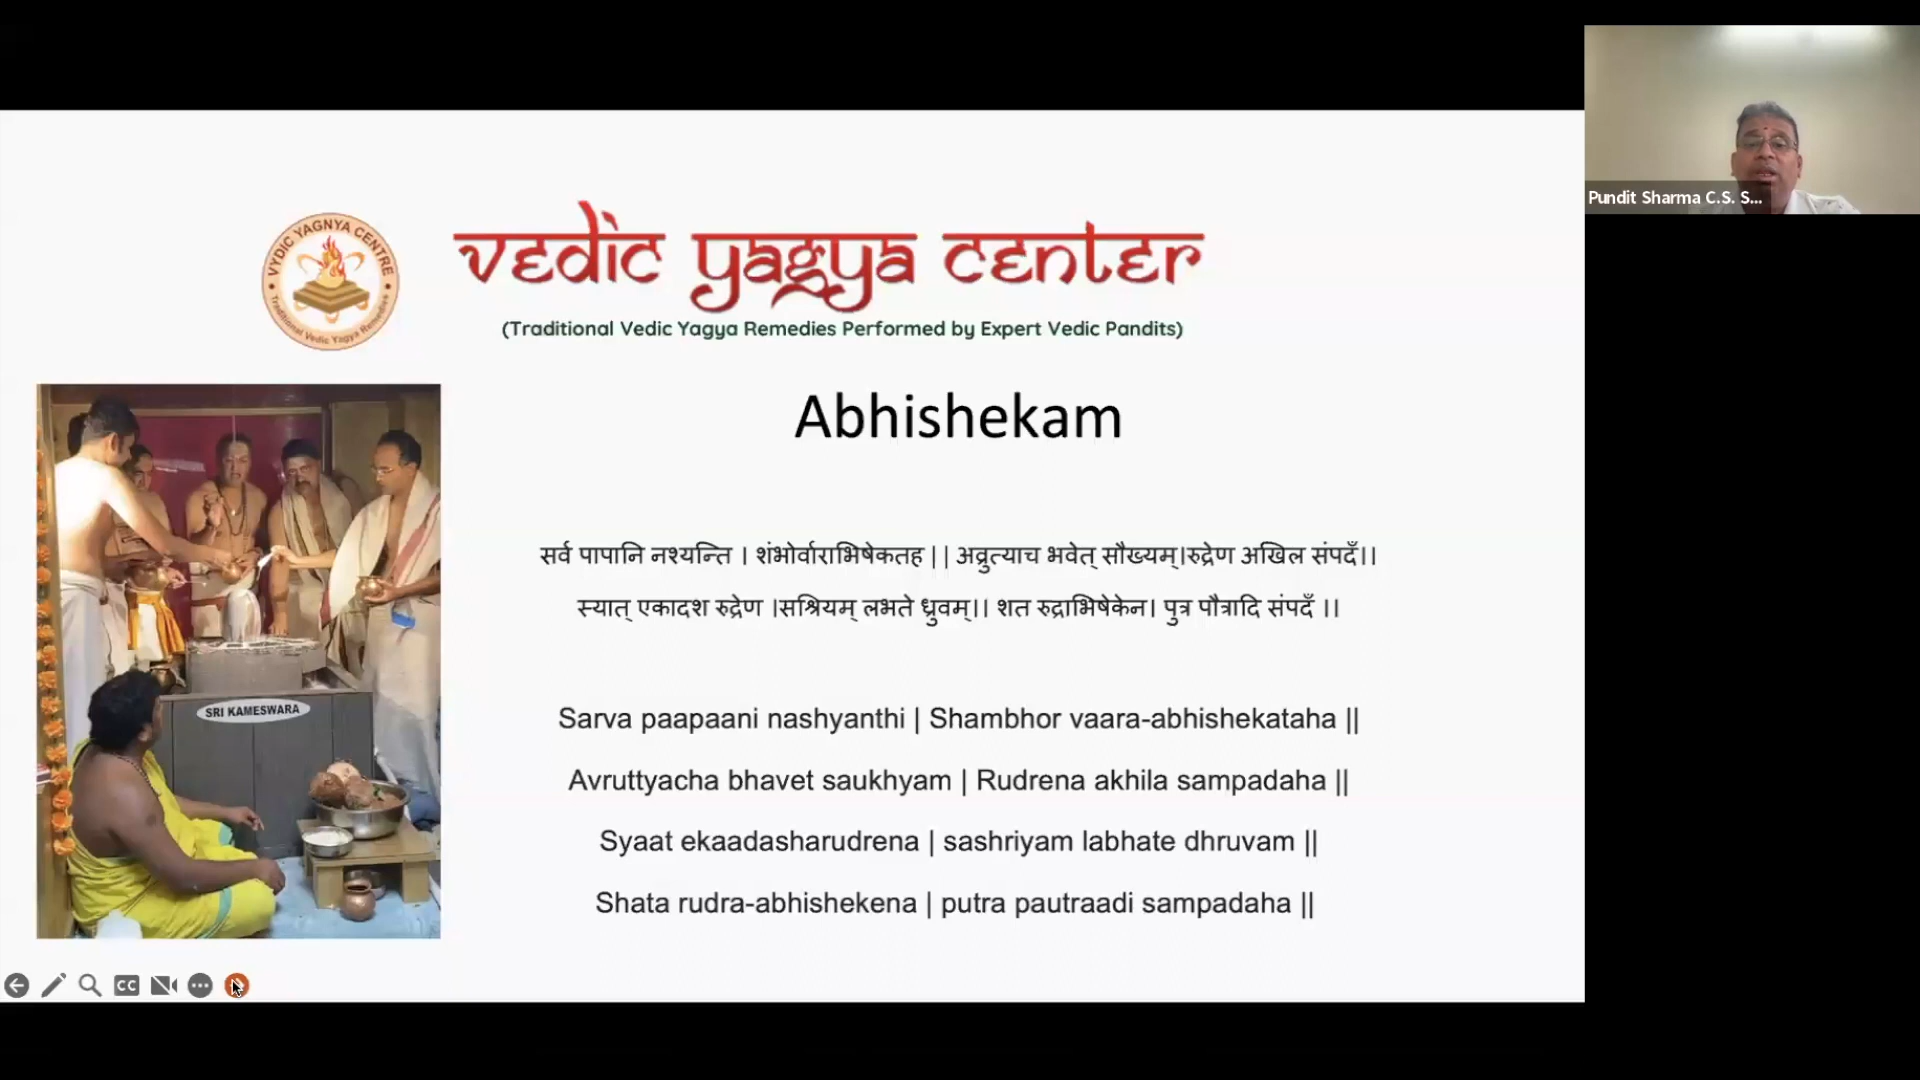 VYDIC YAGNYA CENTRE
Traditional Vedic Yagya Remedies
vedic yagya center
(Traditional Vedic Yagya Remedies Performed by Expert Vedic Pandits)
Abhishekam
सर्व पापानि नश्यन्ति । शंभोर्वाराभिषेकतह || अव्रुत्याच भवेत् सौख्यम्।रुद्रेण अखिल संपदँ।।
स्यात् एकादश रुद्रेण ।सश्रियम् लभते ध्रुवम्।। शत रुद्राभिषेकेन। पुत्र पौत्रादि संपदँ ।।
Sarva paapaani nashyanthi | Shambhor vaara-abhishekataha ||
Avruttyacha bhavet saukhyam | Rudrena akhila sampadaha ||
Syaat ekaadasharudrena | sashriyam labhate dhruvam ||
Shata rudra-abhishekena | putra pautraadi sampadaha ||
SRI KAMESWARA
CC
Pundit Sharma C.S. S...